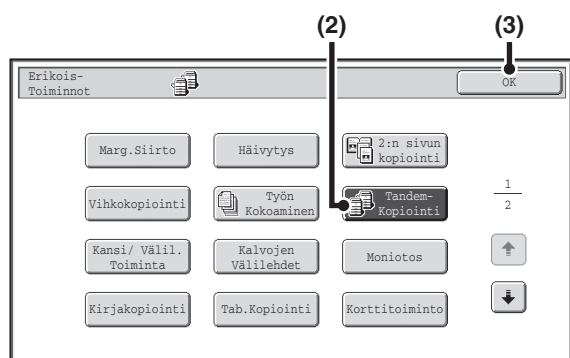 (2)
(3)
Erikois-
Toiminnot
OK
Marg.Siirto
Häivytys
2:n sivun
kopiointi
Vihkokopiointi
Työn
Kokoaminen
Tandem-
Kopiointi
1
2
Kansi/ Välil.
Toiminta
Kalvojen
Välilehdet
Moniotos
Kirjakopiointi
Tab.Kopiointi
Korttitoiminto